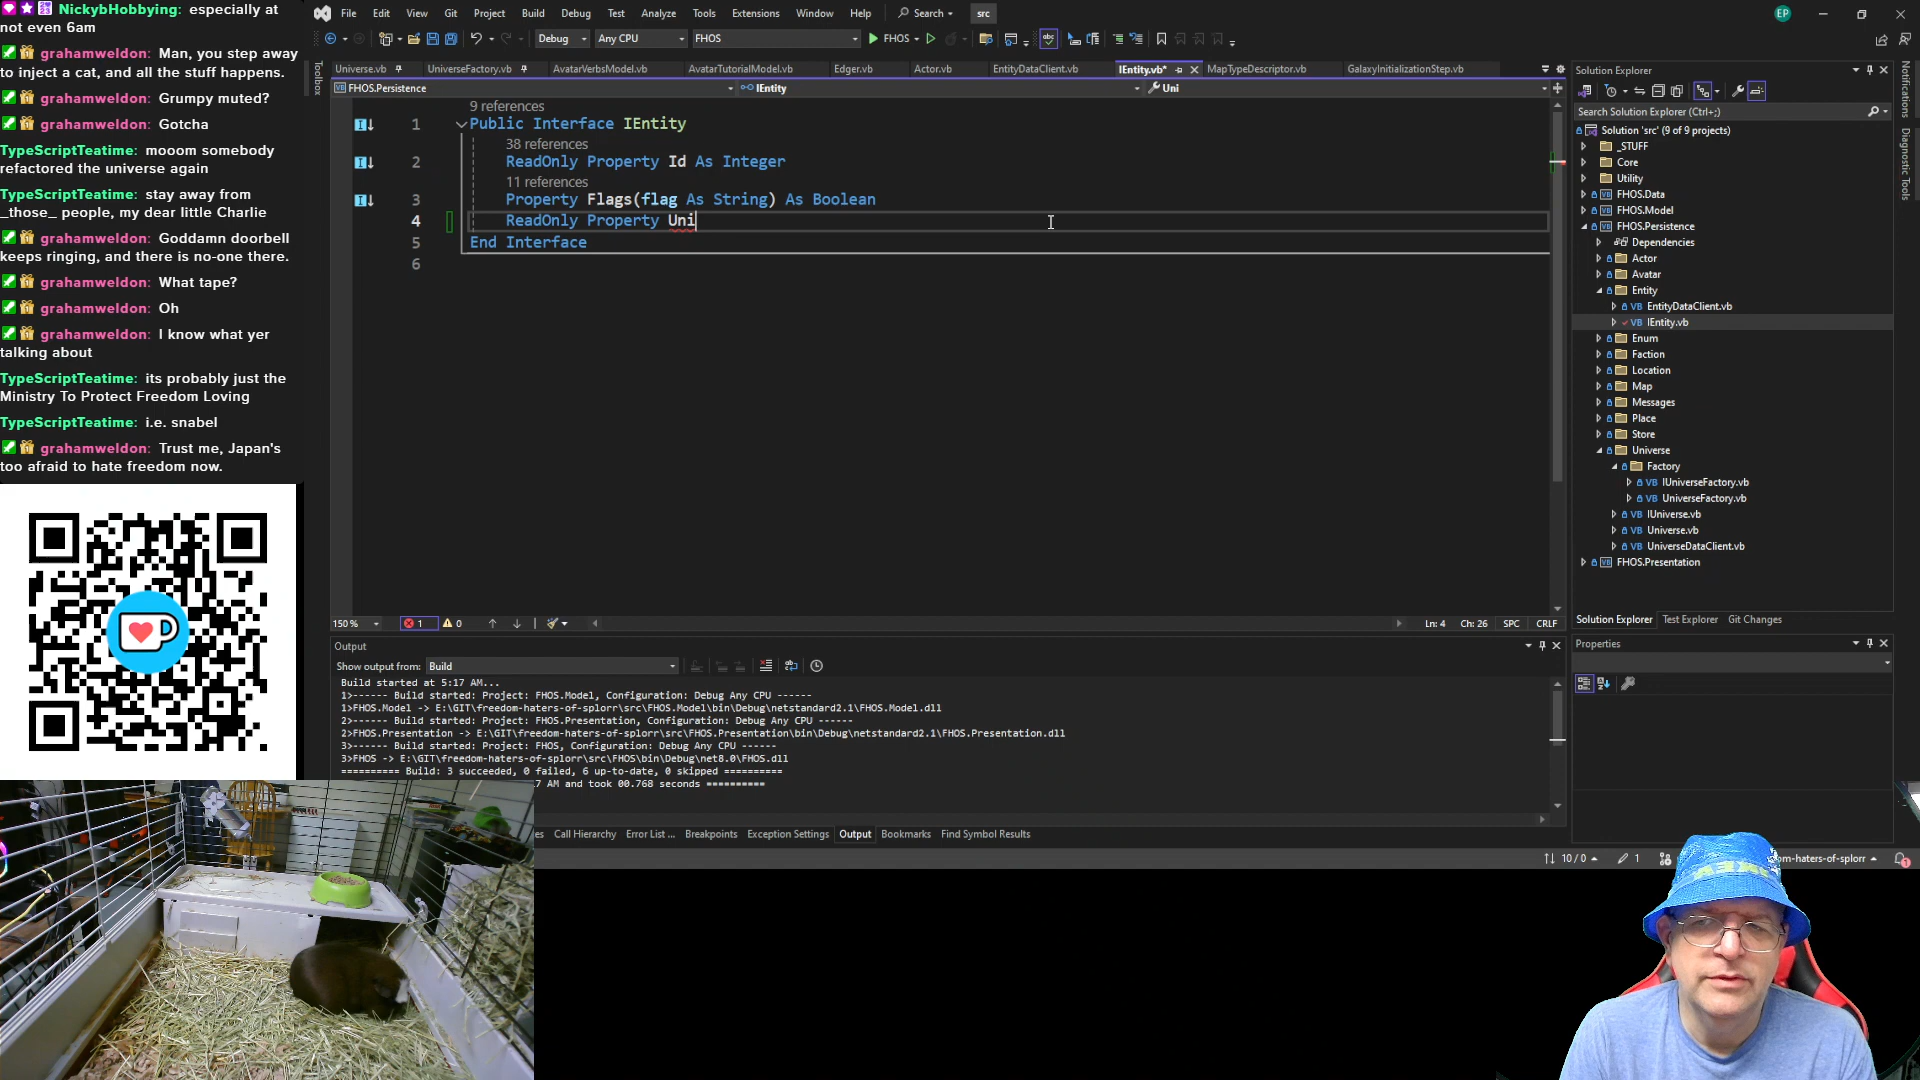 NickybHobbying: especially at
not even 6am
grahamweldon: Man, you step away
to inject a cat, and all the stuff happens.
grahamweldon: Grumpy muted?
grahamweldon: Gotcha
TypeScriptTeatime: mooom somebody
refactored the universe again
TypeScriptTeatime: stay away from
_those_ people, my dear little Charlie
grahamweldon: Goddamn doorbell
keeps ringing, and there is no-one there.
grahamweldon: What tape?
grahamweldon: Oh
grahamweldon: I know what yer
talking about
TypeScriptTeatime: its probably just the
Ministry To Protect Freedom Loving
TypeScriptTeatime: i.e. snabel
grahamweldon: Trust me, Japan's
too afraid to hate freedom now.
File Edit View Git Project Build Debug Test Analyze Tools Extensions Window Help Search src EP
Debug Any CPU FHOS FHOS
Toolbox
Universe.vb UniverseFactory.vb AvatarVerbsModel.vb AvatarTutorialModel.vb Edger.vb Actor.vb EntityDataClient.vb IEntity.vb* MapTypeDescriptor.vb GalaxyInitializationStep.vb
FHOS.Persistence IEntity Uni
9 references
1 Public Interface IEntity
38 references
2 ReadOnly Property Id As Integer
11 references
3 Property Flags(flag As String) As Boolean
4 ReadOnly Property Uni
5 End Interface
6
150 % 1 0 Ln: 4 Ch: 26 SPC CRLF
Output
Show output from: Build
Build started at 5:17 AM...
1>------ Build started: Project: FHOS.Model, Configuration: Debug Any CPU ------
1>FHOS.Model -> E:\GIT\freedom-haters-of-splorr\src\FHOS.Model\bin\Debug\netstandard2.1\FHOS.Model.dll
2>------ Build started: Project: FHOS.Presentation, Configuration: Debug Any CPU ------
2>FHOS.Presentation -> E:\GIT\freedom-haters-of-splorr\src\FHOS.Presentation\bin\Debug\netstandard2.1\FHOS.Presentation.dll
3>------ Build started: Project: FHOS, Configuration: Debug Any CPU ------
3>FHOS -> E:\GIT\freedom-haters-of-splorr\src\FHOS\bin\Debug\net8.0\FHOS.dll
========== Build: 3 succeeded, 0 failed, 6 up-to-date, 0 skipped ==========
7 AM and took 00.768 seconds ==========
es Call Hierarchy Error List ... Breakpoints Exception Settings Output Bookmarks Find Symbol Results
Solution Explorer
Search Solution Explorer (Ctrl+;)
Solution 'src' (9 of 9 projects)
_STUFF
Core
Utility
FHOS.Data
FHOS.Model
FHOS.Persistence
Dependencies
Actor
Avatar
Entity
EntityDataClient.vb
IEntity.vb
Enum
Faction
Location
Map
Messages
Place
Store
Universe
Factory
IUniverseFactory.vb
UniverseFactory.vb
IUniverse.vb
Universe.vb
UniverseDataClient.vb
FHOS.Presentation
Solution Explorer Test Explorer Git Changes
Properties
Notifications
Diagnostic Tools
10 / 0 1 om-haters-of-splorr 1